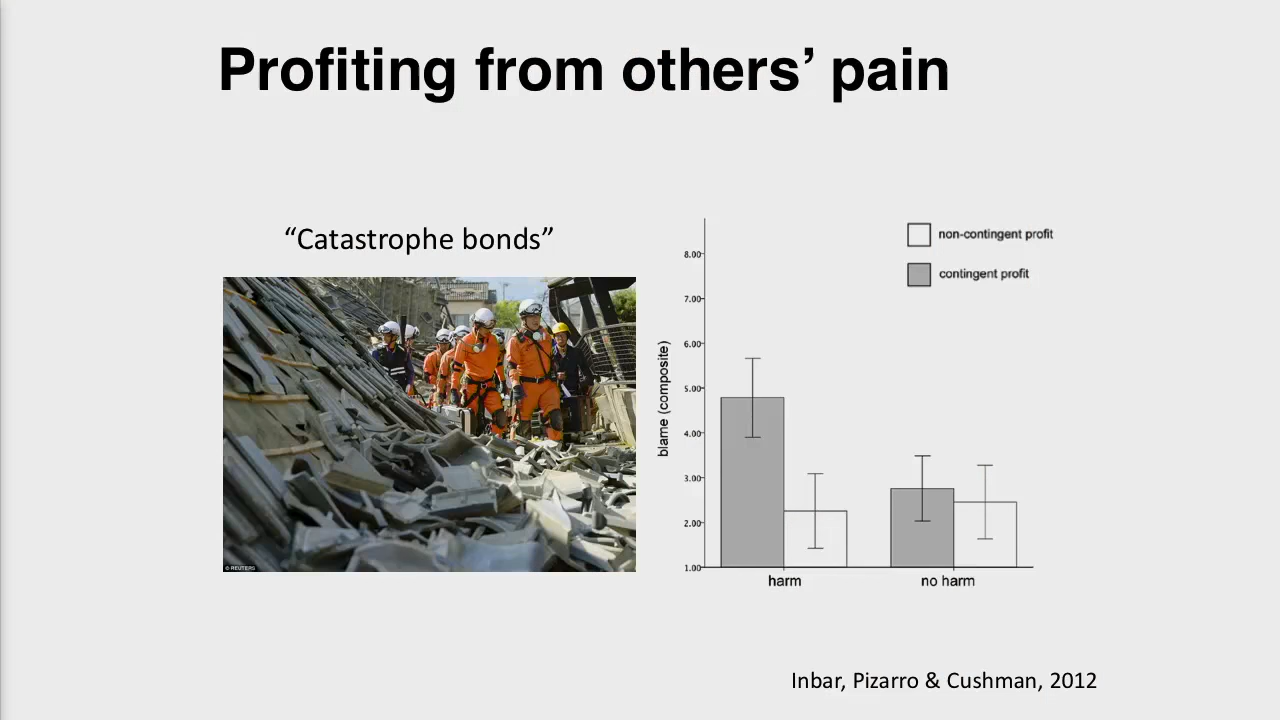 Profiting from others’ pain
“Catastrophe bonds”
© REUTERS
non-contingent profit
contingent profit
blame (composite)
8.00
7.00
6.00
5.00
4.00
3.00
2.00
1.00
harm
no harm
Inbar, Pizarro & Cushman, 2012